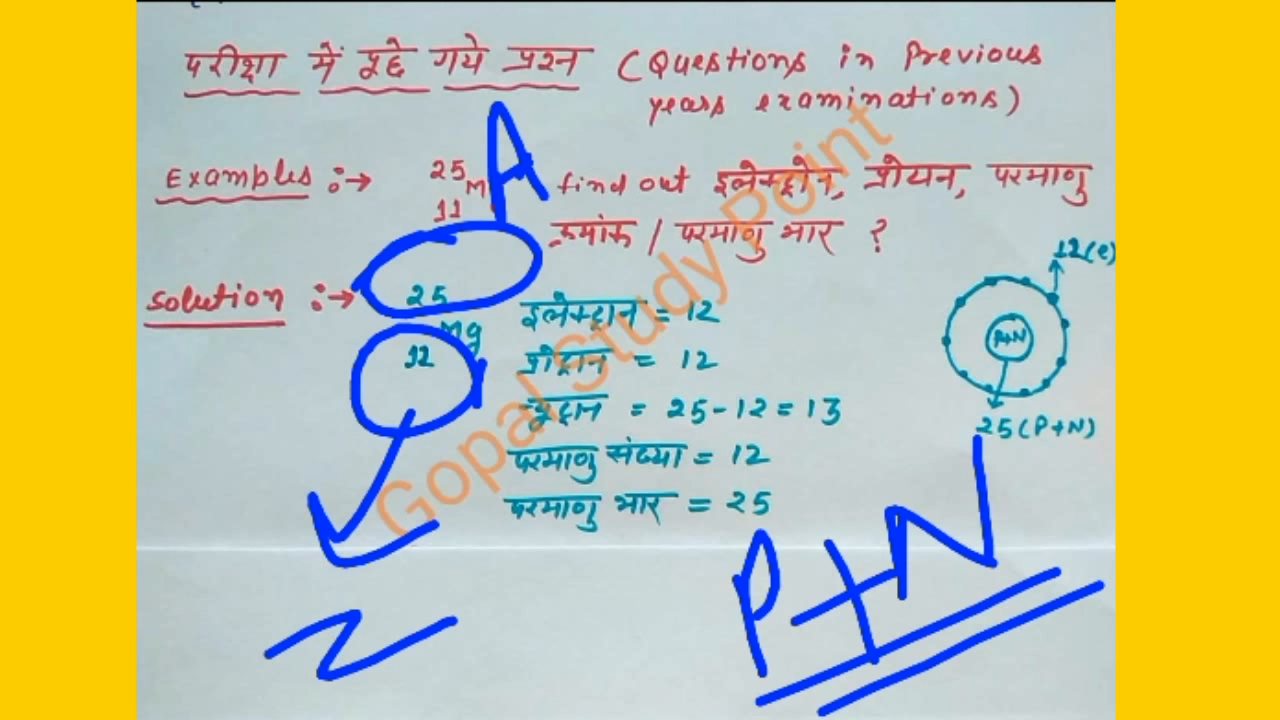 परीक्षा में पूछे गये प्रश्न (Questions in Previous
years examinations)
Examples :→ 25 11 M find out इलेक्ट्रोन, प्रोटान, परमाणु
क्रमांक / परमाणु भार ?
Solution :→ 25 12 Mg
इलेक्ट्रान = 12
प्रोट्रान = 12
न्युट्रान = 25-12=13
परमाणु संख्या = 12
परमाणु भार = 25
12(e)
P+N
25(P+N)
A
Z
P+N
Gopal Study Point